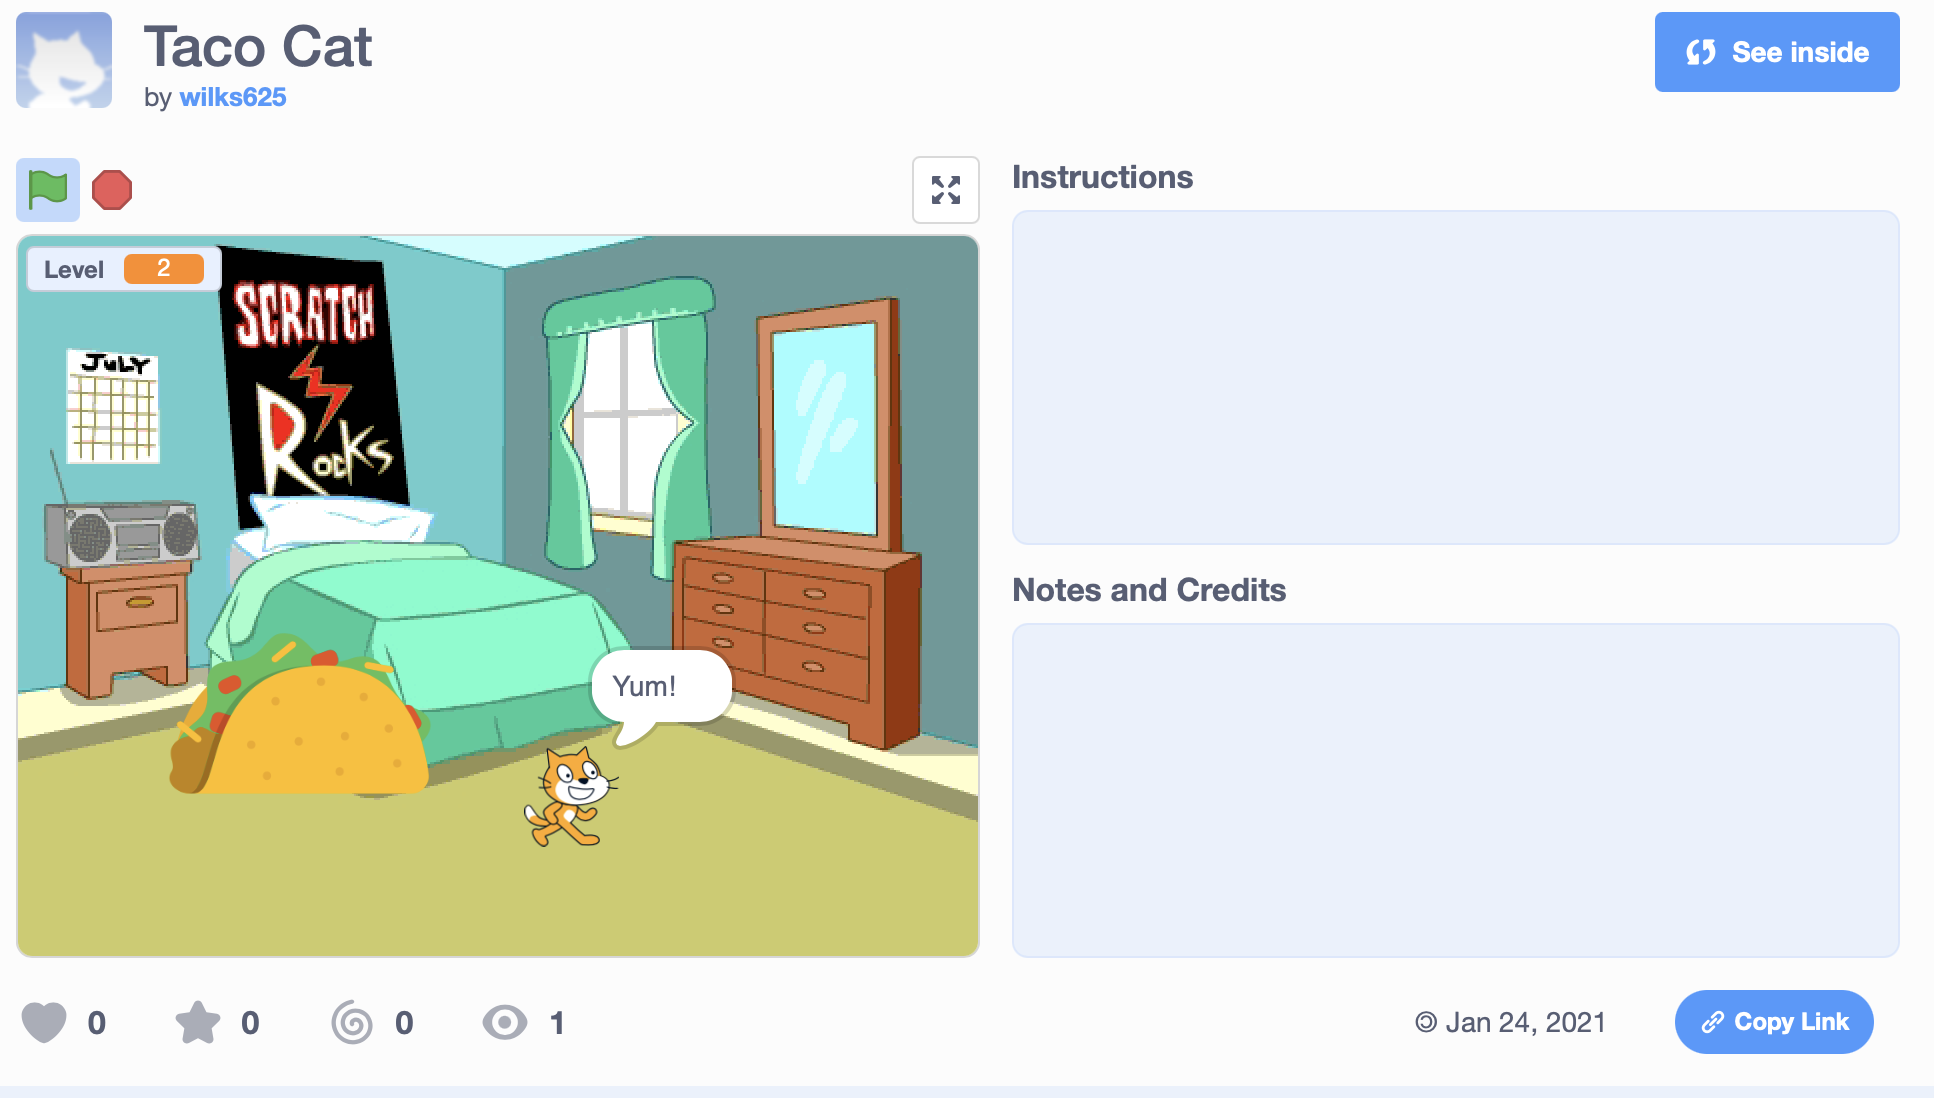 Taco Cat
by wilks625
See inside
Instructions
Level 2
SCRATCH
ROCKS
JULY
Yum!
Notes and Credits
0
0
0
1
Jan 24, 2021
Copy Link